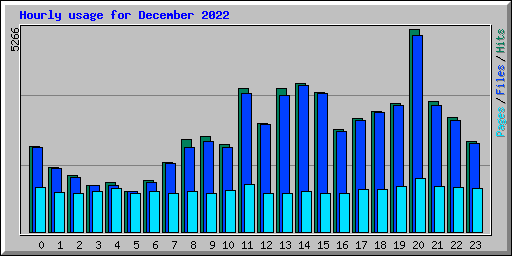 Hourly usage for December 2022
5266
Pages/Files/Hits
0 1 2 3 4 5 6 7 8 9 10 11 12 13 14 15 16 17 18 19 20 21 22 23